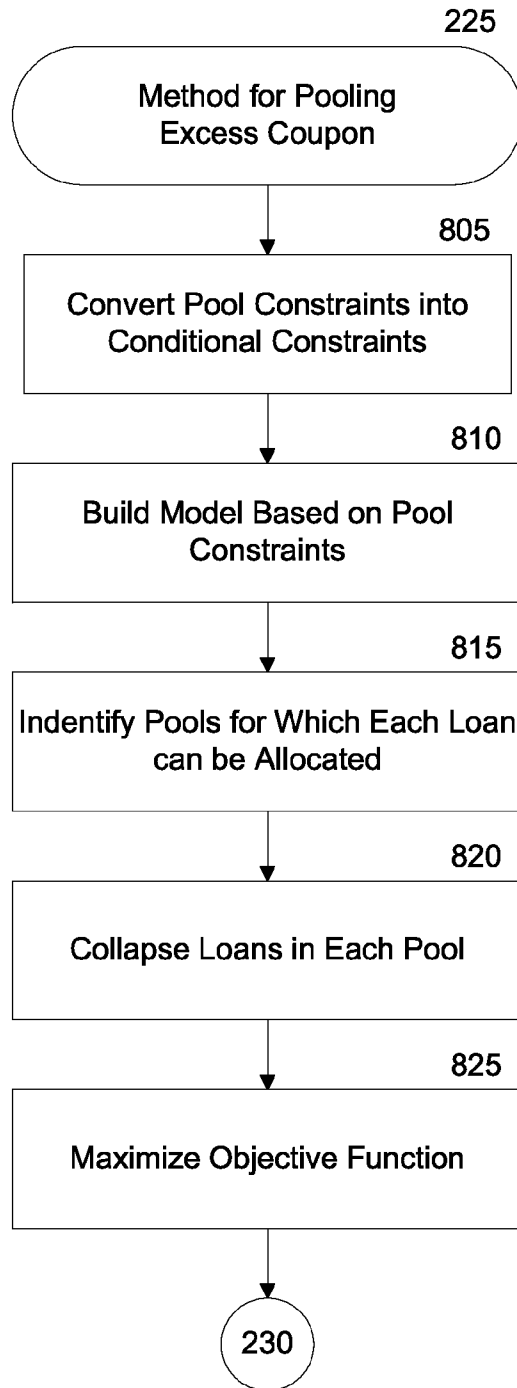 225
Method for Pooling
Excess Coupon
805
Convert Pool Constraints into
Conditional Constraints
810
Build Model Based on Pool
Constraints
815
Indentify Pools for Which Each Loan
can be Allocated
820
Collapse Loans in Each Pool
825
Maximize Objective Function
230